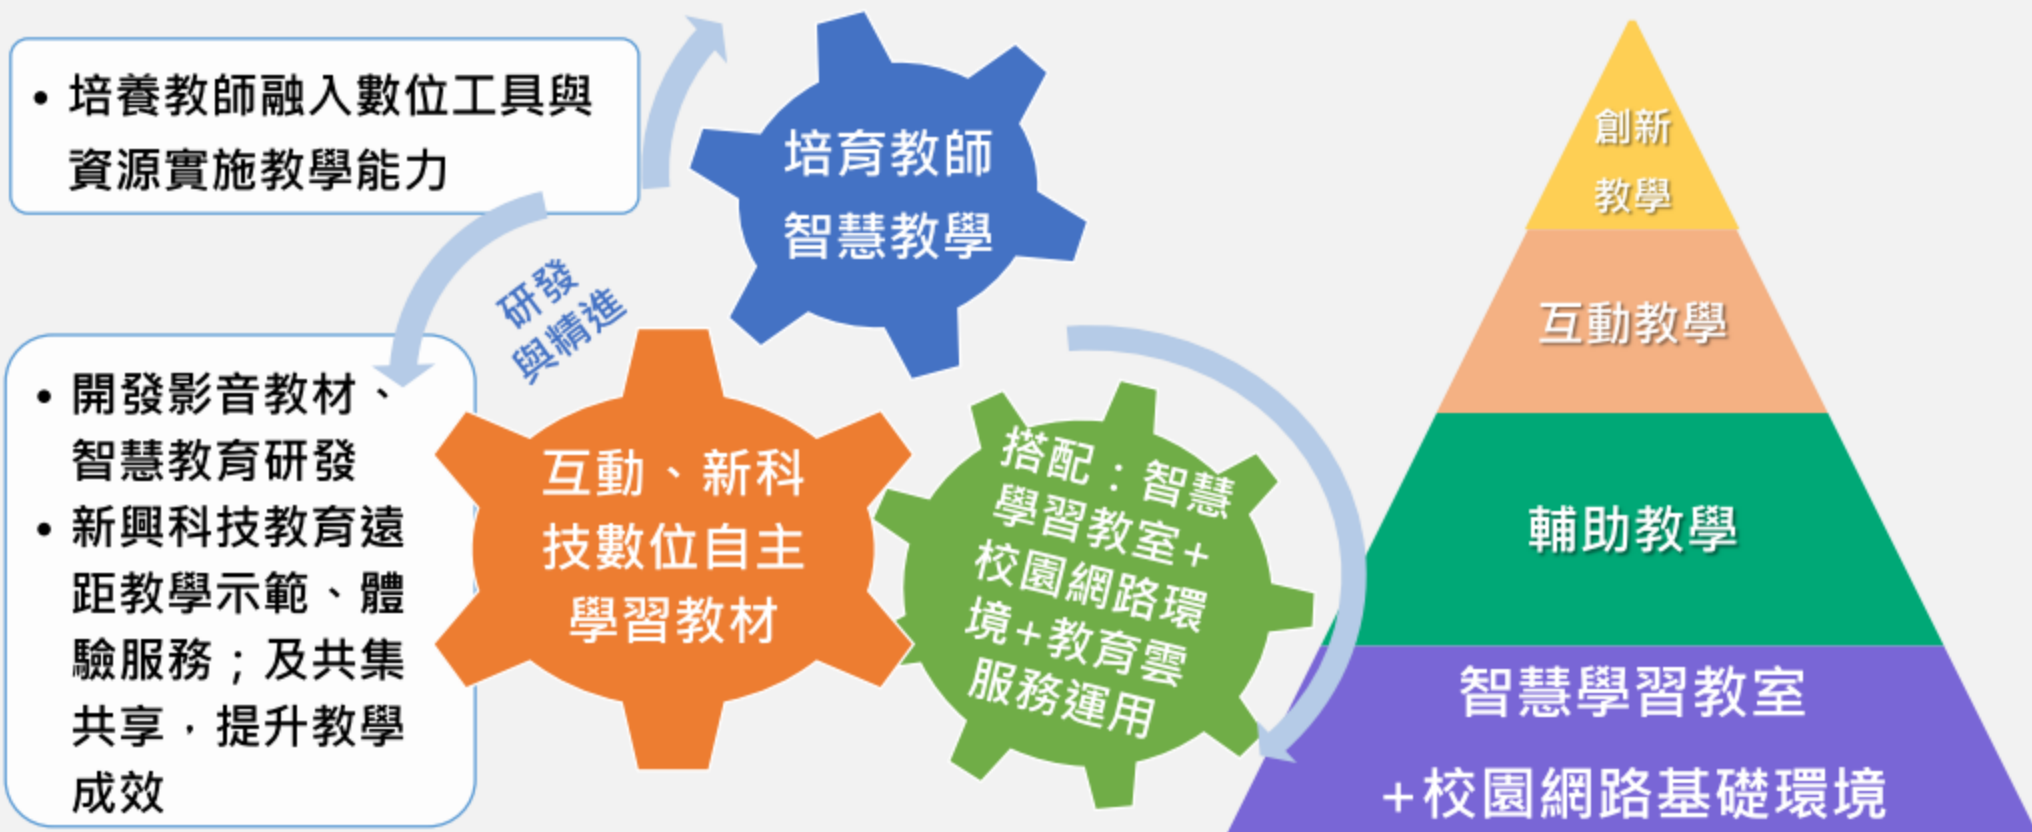 • 培養教師融入數位工具與
資源實施教學能力
研發
與精進
• 開發影音教材、
智慧教育研發
• 新興科技教育遠
距教學示範、體
驗服務；及共集
共享，提升教學
成效
培育教師
智慧教學
互動、新科
技數位自主
學習教材
搭配：智慧
學習教室+
校園網路環
境+教育雲
服務運用
創新
教學
互動教學
輔助教學
智慧學習教室
+校園網路基礎環境